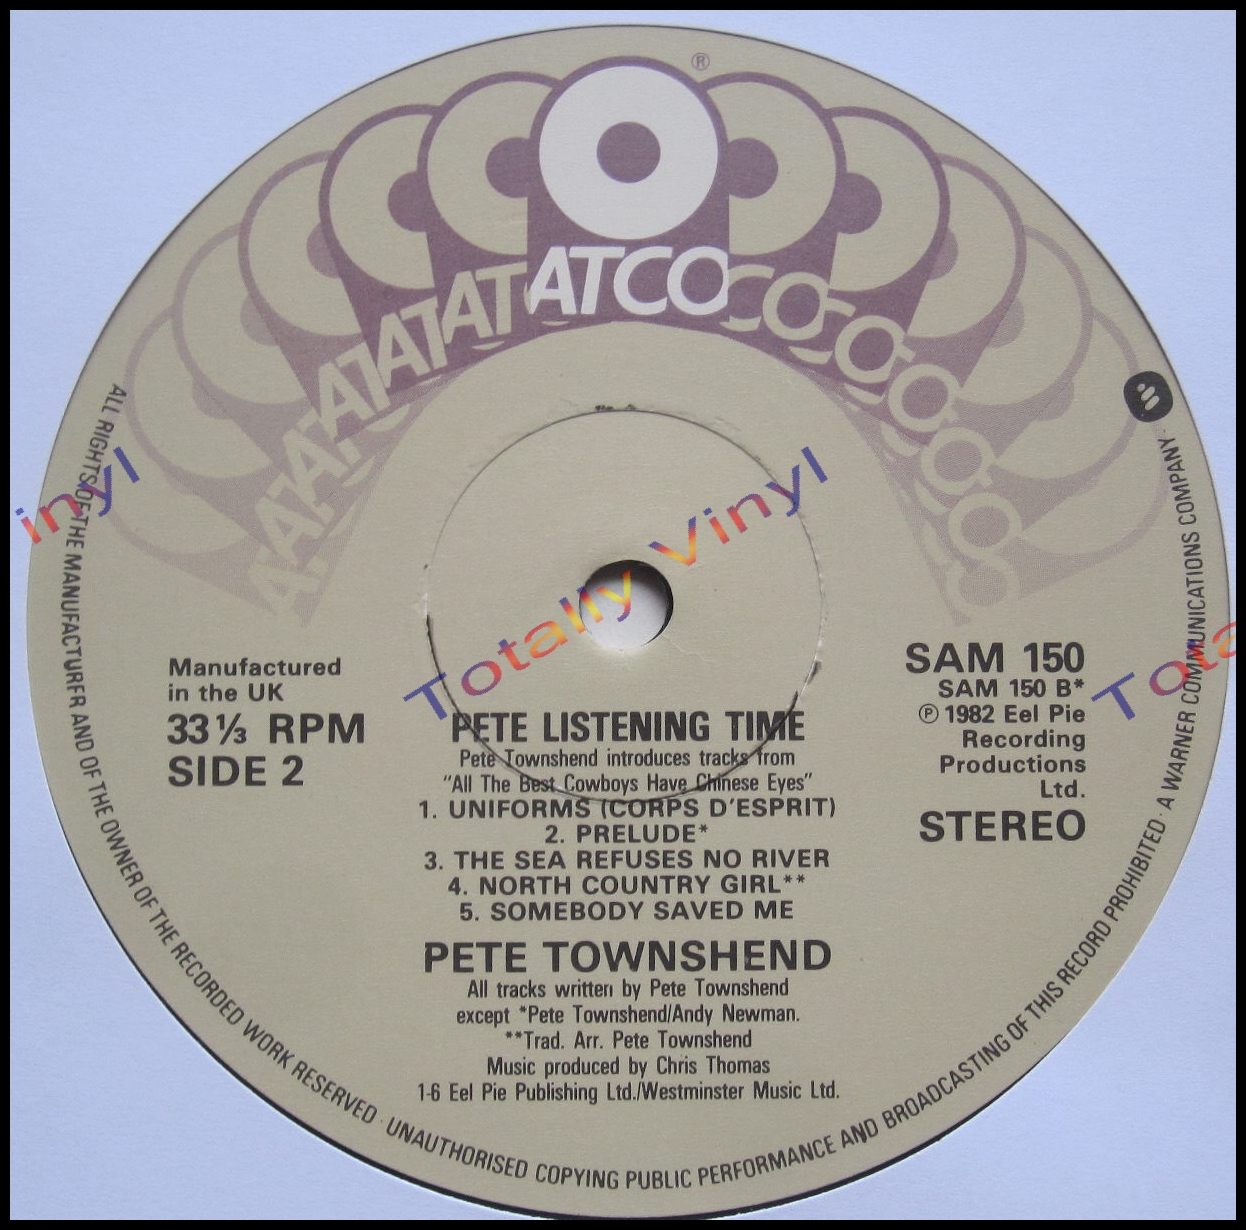 ®
ATCO
Manufactured
in the UK
33⅓ RPM
SIDE 2
SAM 150
SAM 150 B*
℗ 1982 Eel Pie
Recording
Productions
Ltd.
STEREO
PETE LISTENING TIME
Pete Townshend introduces tracks from
"All The Best Cowboys Have Chinese Eyes"
1. UNIFORMS (CORPS D'ESPRIT)
2. PRELUDE*
3. THE SEA REFUSES NO RIVER
4. NORTH COUNTRY GIRL**
5. SOMEBODY SAVED ME
PETE TOWNSHEND
All tracks written by Pete Townshend
except *Pete Townshend/Andy Newman.
**Trad. Arr. Pete Townshend
Music produced by Chris Thomas
1-6 Eel Pie Publishing Ltd./Westminster Music Ltd.
ALL RIGHTS OF THE MANUFACTURER AND OF THE OWNER OF THE RECORDED WORK RESERVED · UNAUTHORISED COPYING PUBLIC PERFORMANCE AND BROADCASTING OF THIS RECORD PROHIBITED · A WARNER COMMUNICATIONS COMPANY ·
inyl
Totally Vinyl
Tota